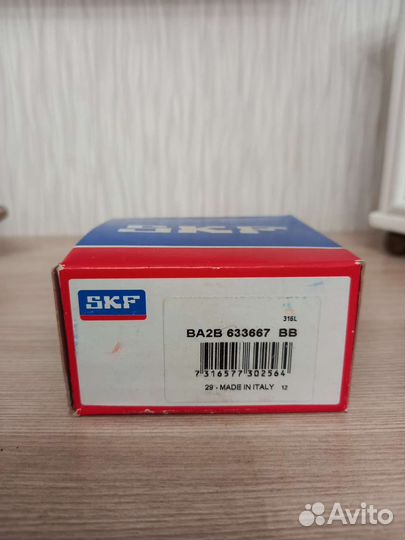 SKF
SKF
316L
BA2B 633667 BB
7 316577 302564
29 - MADE IN ITALY 12
Avito